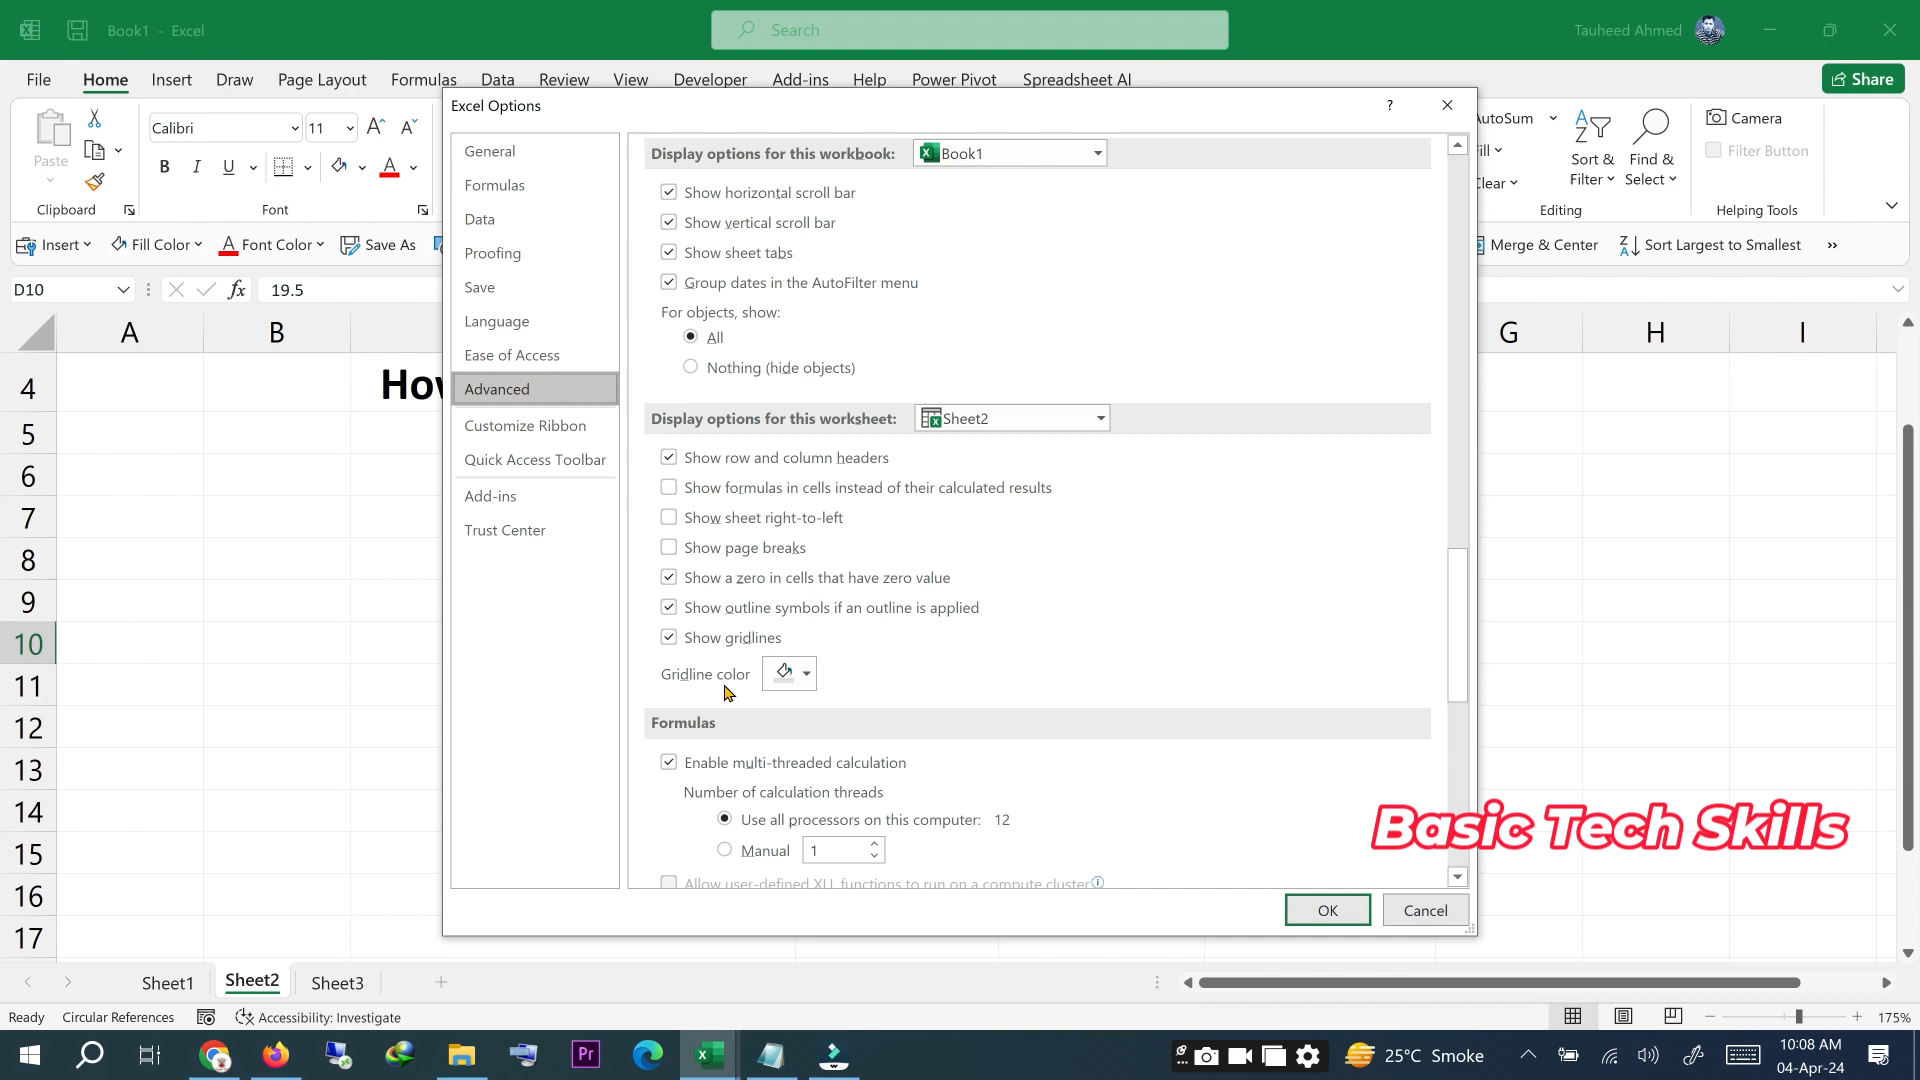 Book1 - Excel
Search
Tauheed Ahmed
File Home Insert Draw Page Layout Formulas Data Review View Developer Add-ins Help Power Pivot Spreadsheet AI
Share
Paste
Clipboard
Calibri 11
B I U
Font
AutoSum
Fill
Clear
Sort & Filter
Find & Select
Editing
Camera
Filter Button
Helping Tools
Insert Fill Color Font Color Save As
Merge & Center Sort Largest to Smallest
D10 fx 19.5
A B G H I
4 5 6 7 8 9 10 11 12 13 14 15 16 17
Excel Options
General
Formulas
Data
Proofing
Save
Language
Ease of Access
Advanced
Customize Ribbon
Quick Access Toolbar
Add-ins
Trust Center
Display options for this workbook: Book1
Show horizontal scroll bar
Show vertical scroll bar
Show sheet tabs
Group dates in the AutoFilter menu
For objects, show:
All
Nothing (hide objects)
Display options for this worksheet: Sheet2
Show row and column headers
Show formulas in cells instead of their calculated results
Show sheet right-to-left
Show page breaks
Show a zero in cells that have zero value
Show outline symbols if an outline is applied
Show gridlines
Gridline color
Formulas
Enable multi-threaded calculation
Number of calculation threads
Use all processors on this computer: 12
Manual 1
Allow user-defined XLL functions to run on a compute cluster
OK Cancel
Basic Tech Skills
Sheet1 Sheet2 Sheet3
Ready Circular References Accessibility: Investigate
175%
25°C Smoke
10:08 AM
04-Apr-24